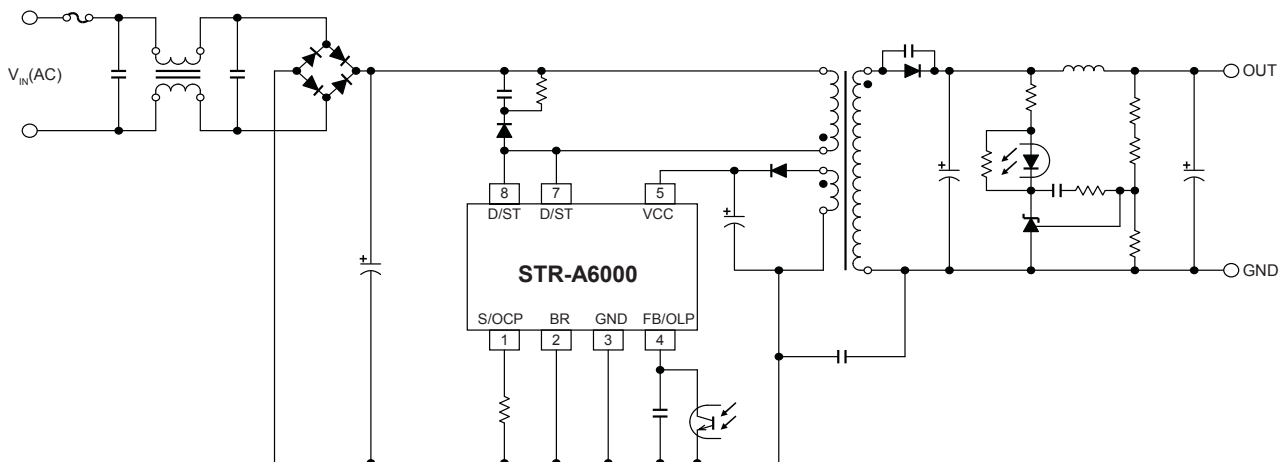 V_IN(AC)
OUT
8
7
5
D/ST
D/ST
VCC
STR-A6000
S/OCP
BR
GND
FB/OLP
1
2
3
4
GND
+
+
+
+